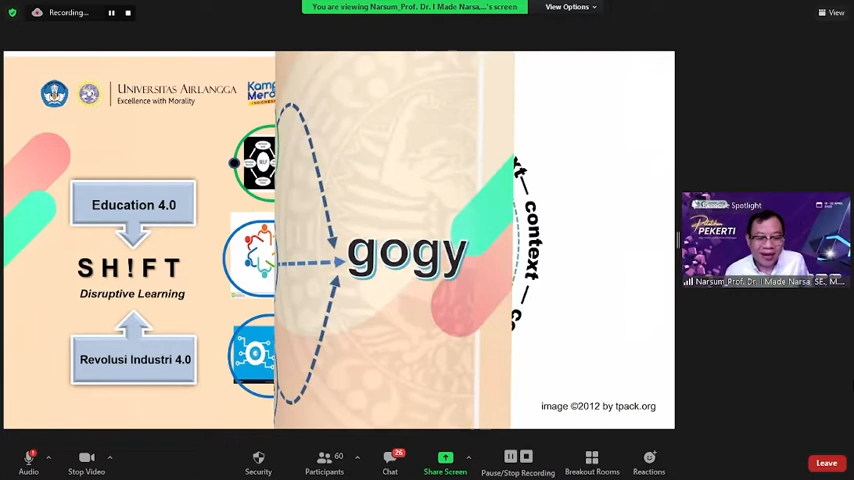 Recording...
You are viewing Narsum_Prof. Dr. I Made Narsa,...'s screen
View Options
View
UNIVERSITAS AIRLANGGA
Excellence with Morality
Education 4.0
SH!FT
Disruptive Learning
Revolusi Industri 4.0
gogy
context
image ©2012 by tpack.org
Spotlight
PEKERTI
Narsum_Prof. Dr. I Made Narsa, SE., M...
Audio
Stop Video
Security
60
Participants
26
Chat
Share Screen
Pause/Stop Recording
Breakout Rooms
Reactions
Leave